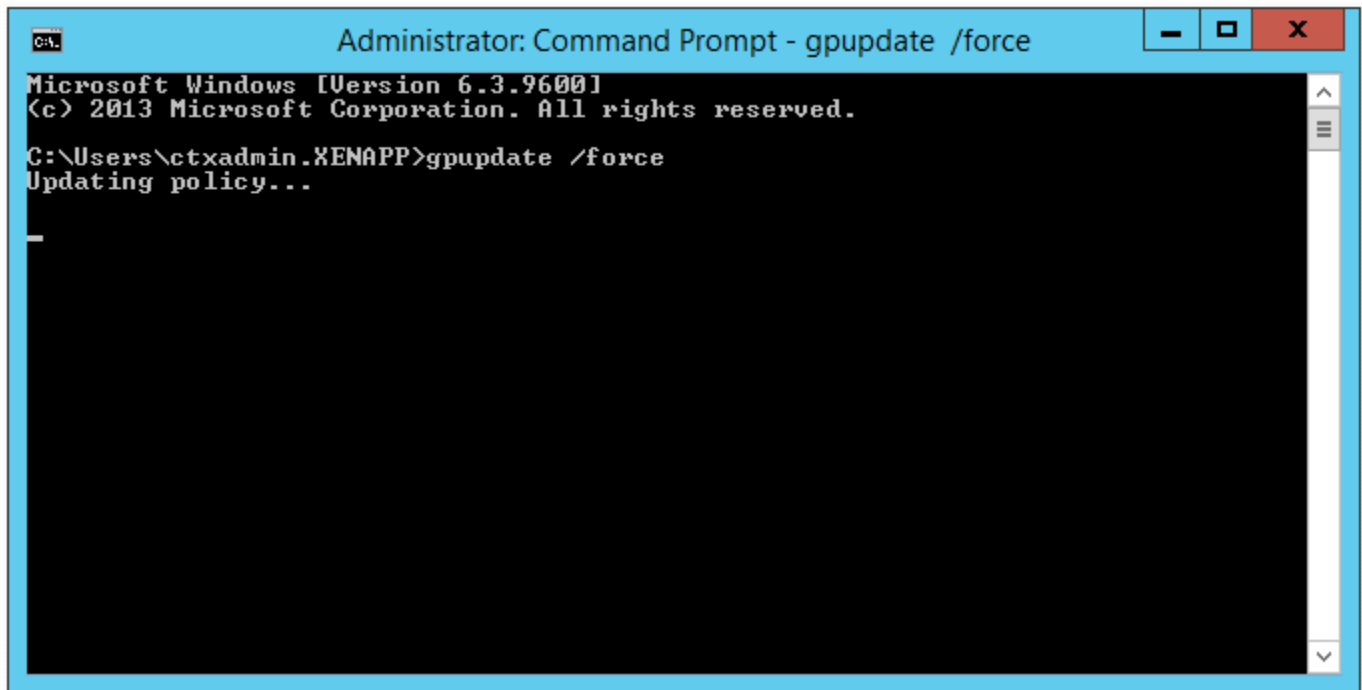 Administrator: Command Prompt - gpupdate  /force
Microsoft Windows [Version 6.3.9600]
(c) 2013 Microsoft Corporation. All rights reserved.
C:\Users\ctxadmin.XENAPP>gpupdate /force
Updating policy...